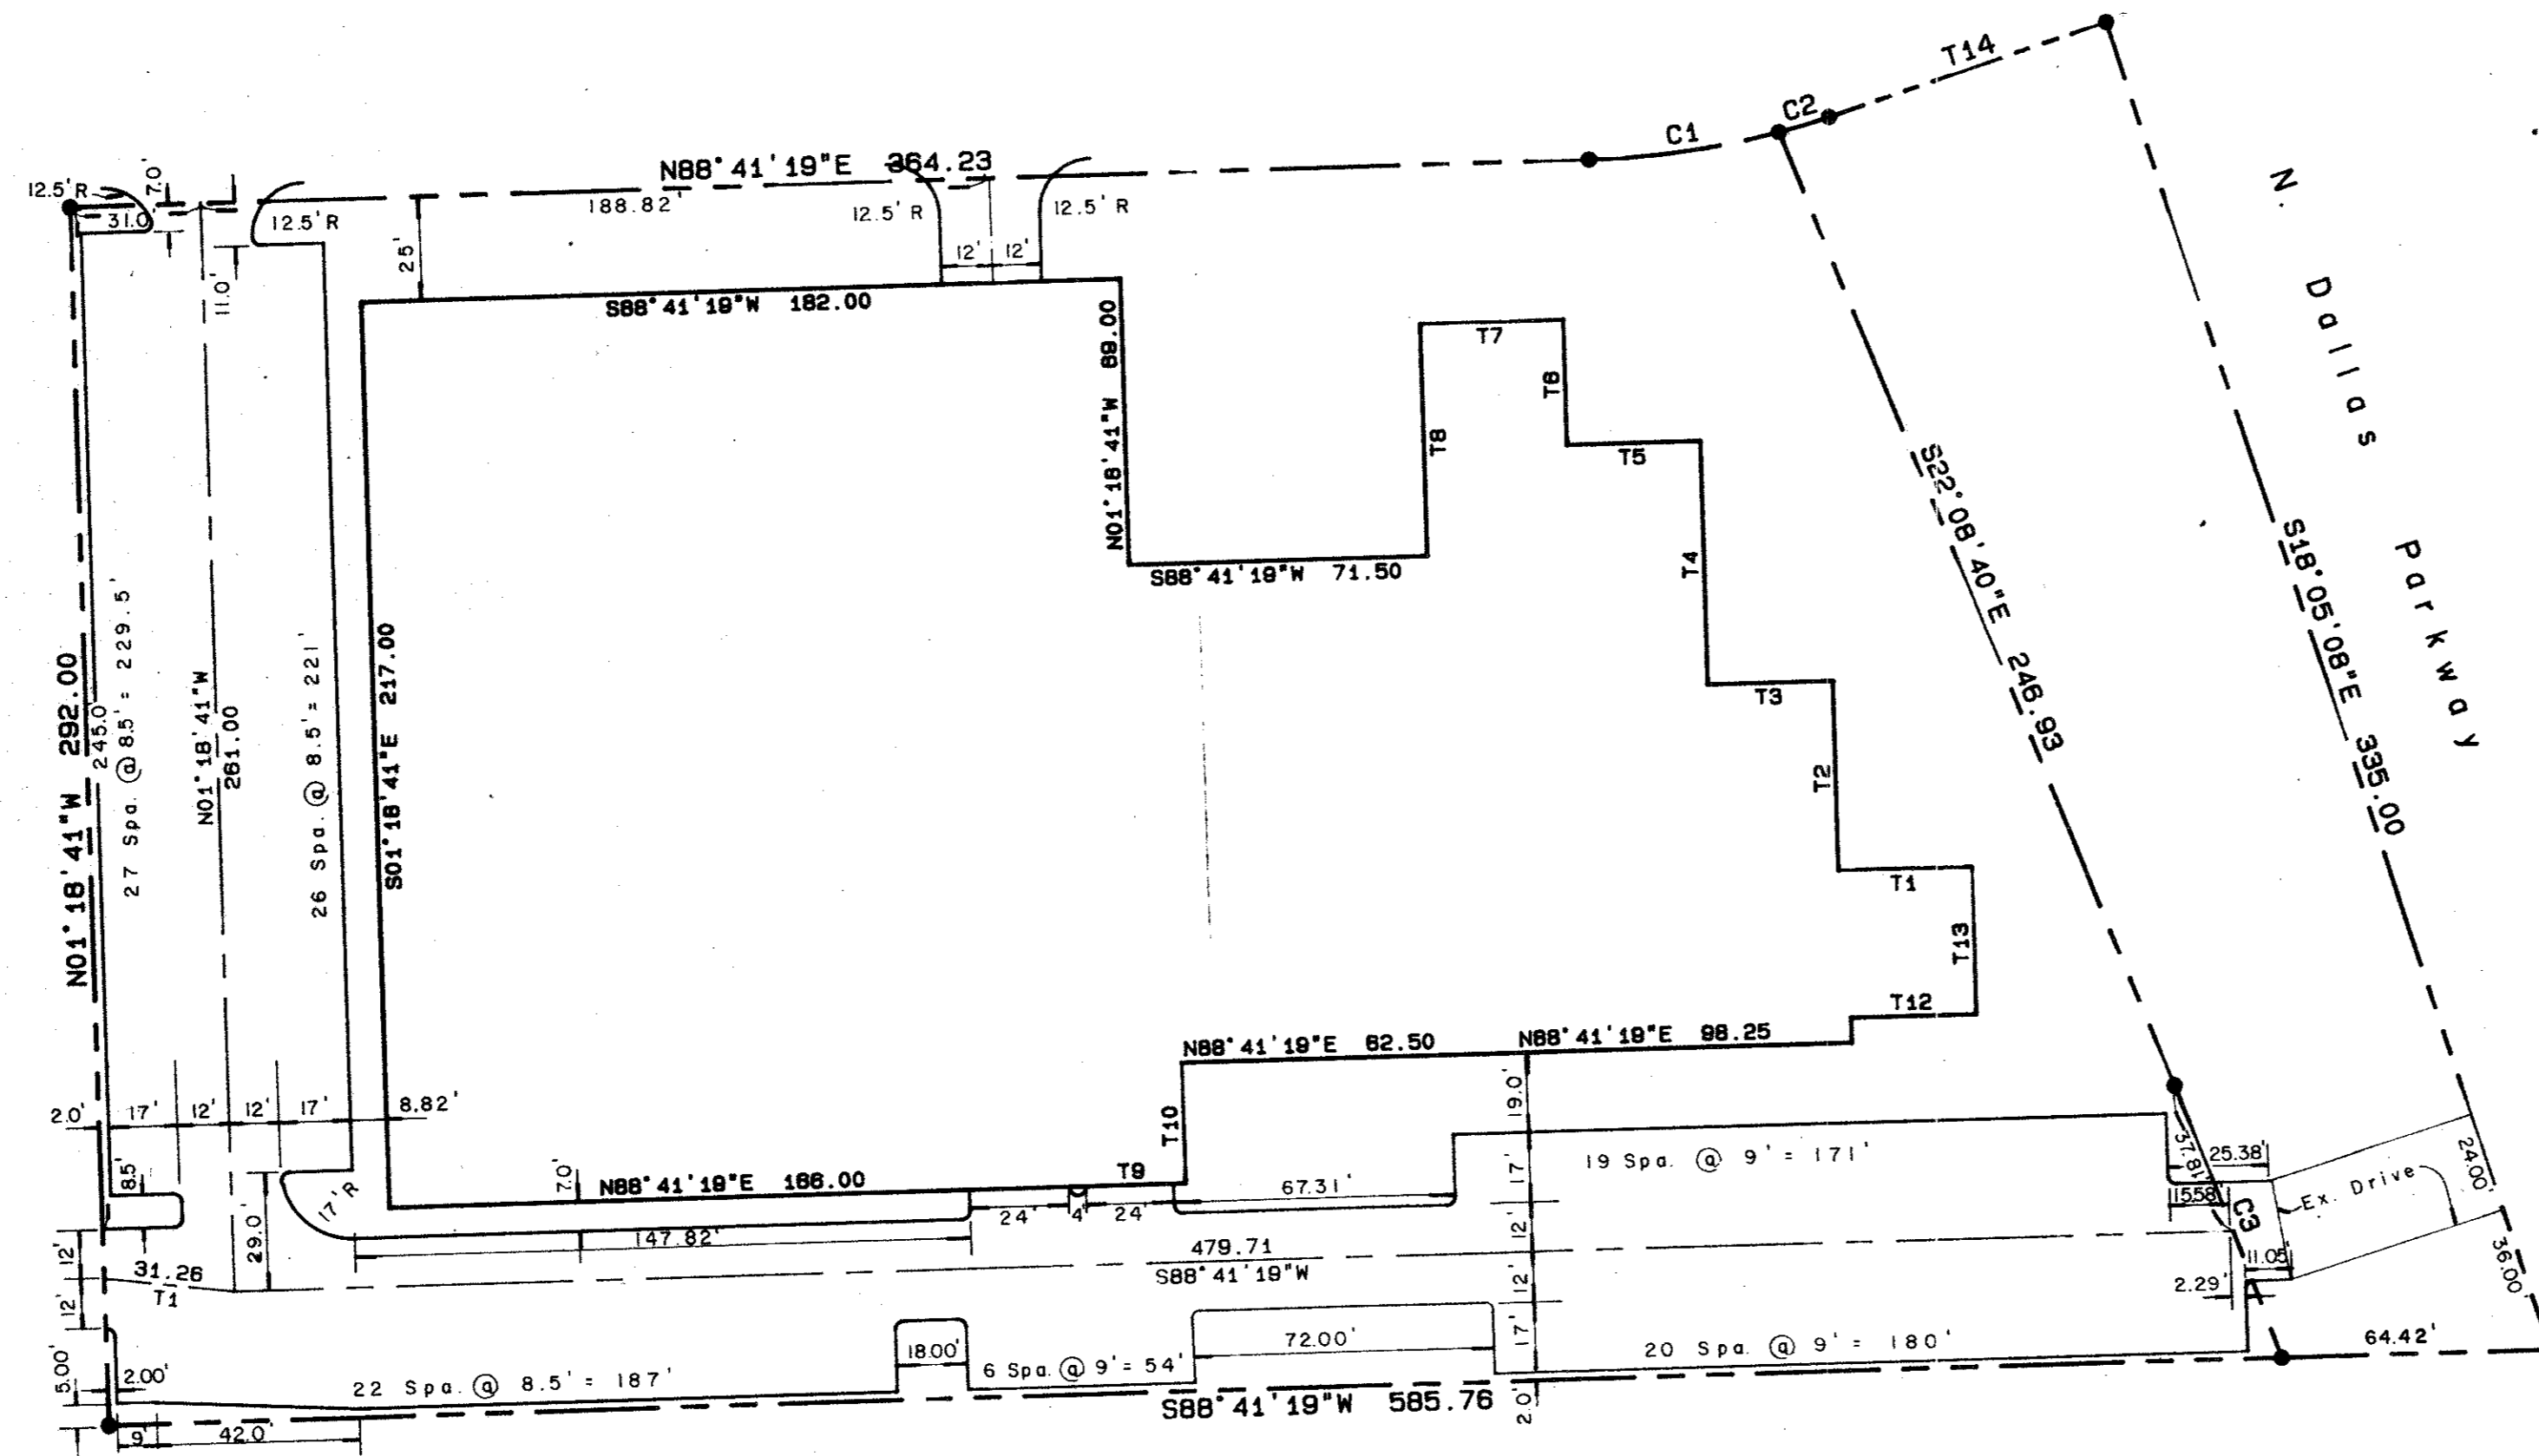 T14
C2
C1
N88°41'19"E 364.23
188.82'
12.5' R
7.0'
31.0'
12.5' R
12.5' R
12.5' R
12' 12'
25'
11.0'
S88°41'19"W 182.00
N01°18'41"W 69.00
T7
T6
T8
T5
T4
S88°41'19"W 71.50
T3
T2
T1
T13
T12
N. Dallas Parkway
S22°08'40"E 246.93
S18°05'08"E 335.00
N01°18'41"W 292.00
245.0'
27 Spa. @ 8.5' = 229.5'
N01°18'41"W
261.00
26 Spa. @ 8.5' = 221'
S01°18'41"E 217.00
N88°41'19"E 62.50
N88°41'19"E 98.25
2.0' 17' 12' 12' 17' 8.82'
8.5'
T10
19.0'
17' R
7.0'
N88°41'19"E 186.00
T9
67.31'
17'
19 Spa. @ 9' = 171'
37.81'
25.38'
15.58'
C3
Ex. Drive
24.00'
36.00'
29.0'
24' 4' 24'
147.82'
479.71
S88°41'19"W
12'
12'
12'
12'
31.26
T1
11.05'
2.29'
18.00'
72.00'
17'
5.00'
2.00'
22 Spa. @ 8.5' = 187'
6 Spa. @ 9' = 54'
20 Spa. @ 9' = 180'
64.42'
S88°41'19"W 585.76
2.0'
9' 42.0'